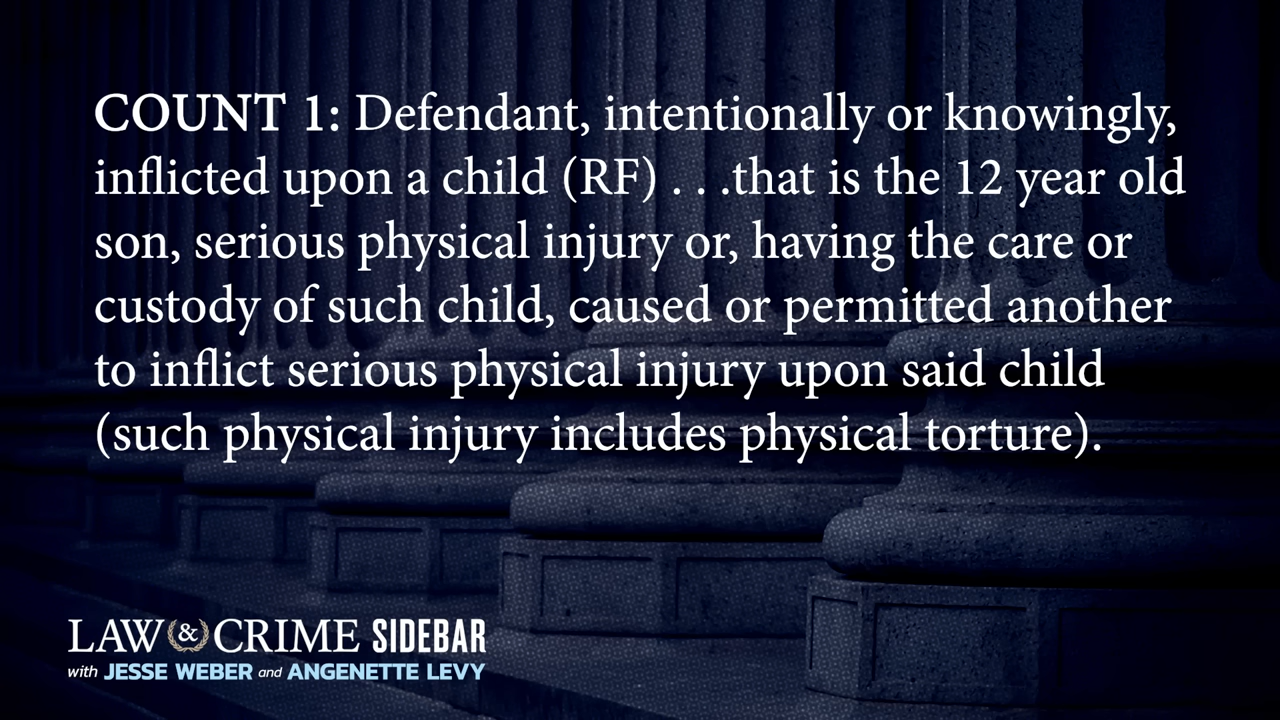 COUNT 1: Defendant, intentionally or knowingly,
inflicted upon a child (RF) . . .that is the 12 year old
son, serious physical injury or, having the care or
custody of such child, caused or permitted another
to inflict serious physical injury upon said child
(such physical injury includes physical torture).
LAW & CRIME SIDEBAR
with JESSE WEBER and ANGENETTE LEVY